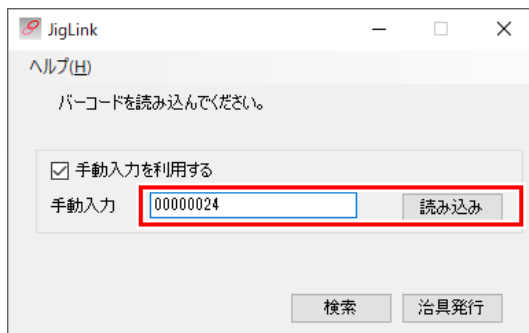 JigLink
ヘルプ(H)
バーコードを読み込んでください。
手動入力を利用する
手動入力 00000024 読み込み
検索 治具発行